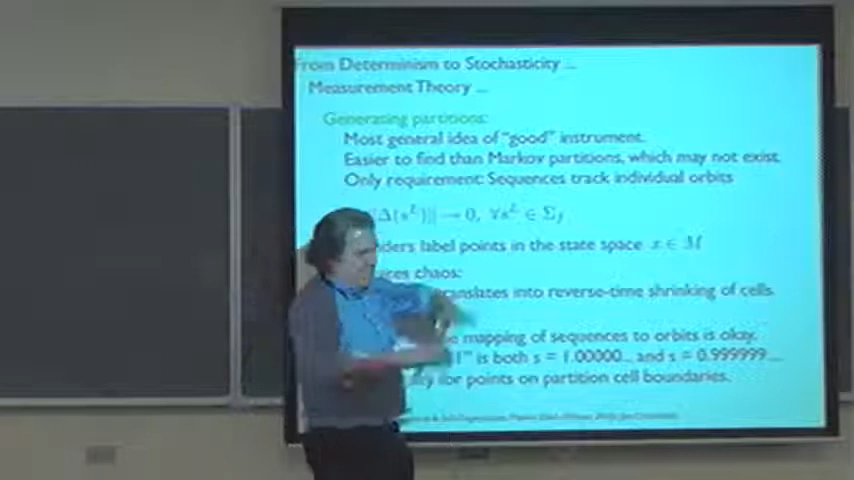 From Determinism to Stochasticity ...
Measurement Theory ...
Generating partitions:
Most general idea of "good" instrument.
Easier to find than Markov partitions, which may not exist.
Only requirement: Sequences track individual orbits
|Δ(s^L)|| → 0, ∀s^L ∈ Σ_f
label points in the state space x ∈ M
chaos:
translates into reverse-time shrinking of cells.
mapping of sequences to orbits is okay.
1" is both s = 1.00000... and s = 0.999999...
for points on partition cell boundaries.